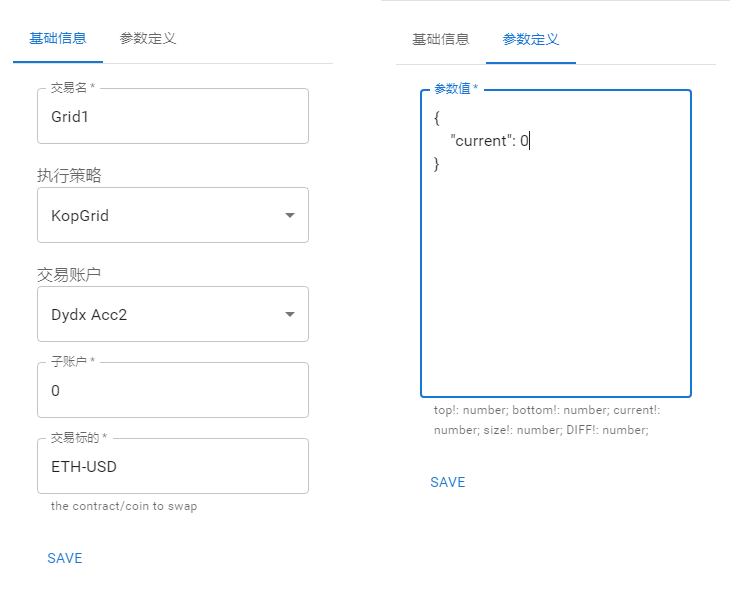 基础信息
参数定义
交易名 *
Grid1
执行策略
KopGrid
交易账户
Dydx Acc2
子账户 *
0
交易标的 *
ETH-USD
the contract/coin to swap
SAVE
基础信息
参数定义
参数值 *
{
"current": 0
}
top!: number; bottom!: number; current!:
number; size!: number; DIFF!: number;
SAVE